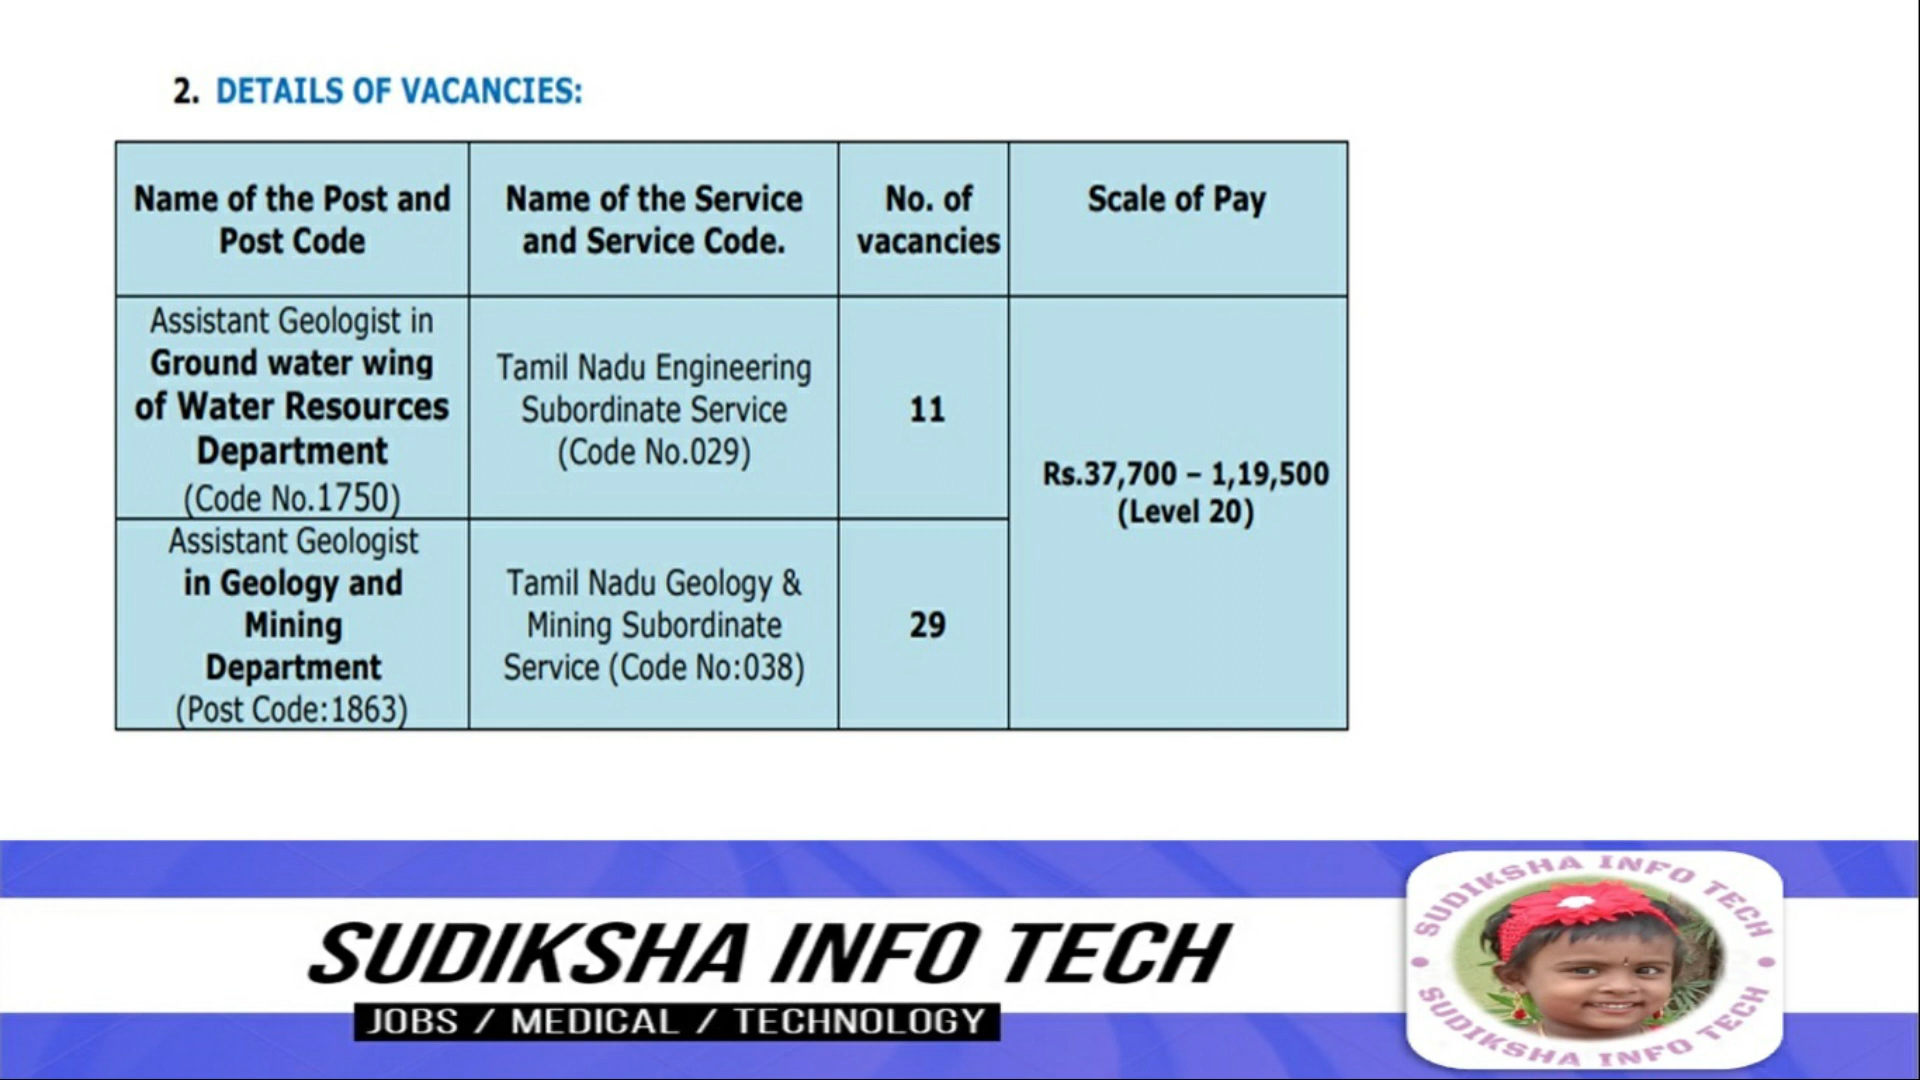 2. DETAILS OF VACANCIES:
Name of the Post and
Post Code
Name of the Service
and Service Code.
No. of
vacancies
Scale of Pay
Assistant Geologist in
Ground water wing
of Water Resources
Department
(Code No.1750)
Tamil Nadu Engineering
Subordinate Service
(Code No.029)
11
Rs.37,700 – 1,19,500
(Level 20)
Assistant Geologist
in Geology and
Mining
Department
(Post Code:1863)
Tamil Nadu Geology &
Mining Subordinate
Service (Code No:038)
29
SUDIKSHA INFO TECH
JOBS / MEDICAL / TECHNOLOGY
SUDIKSHA INFO TECH
SUDIKSHA INFO TECH